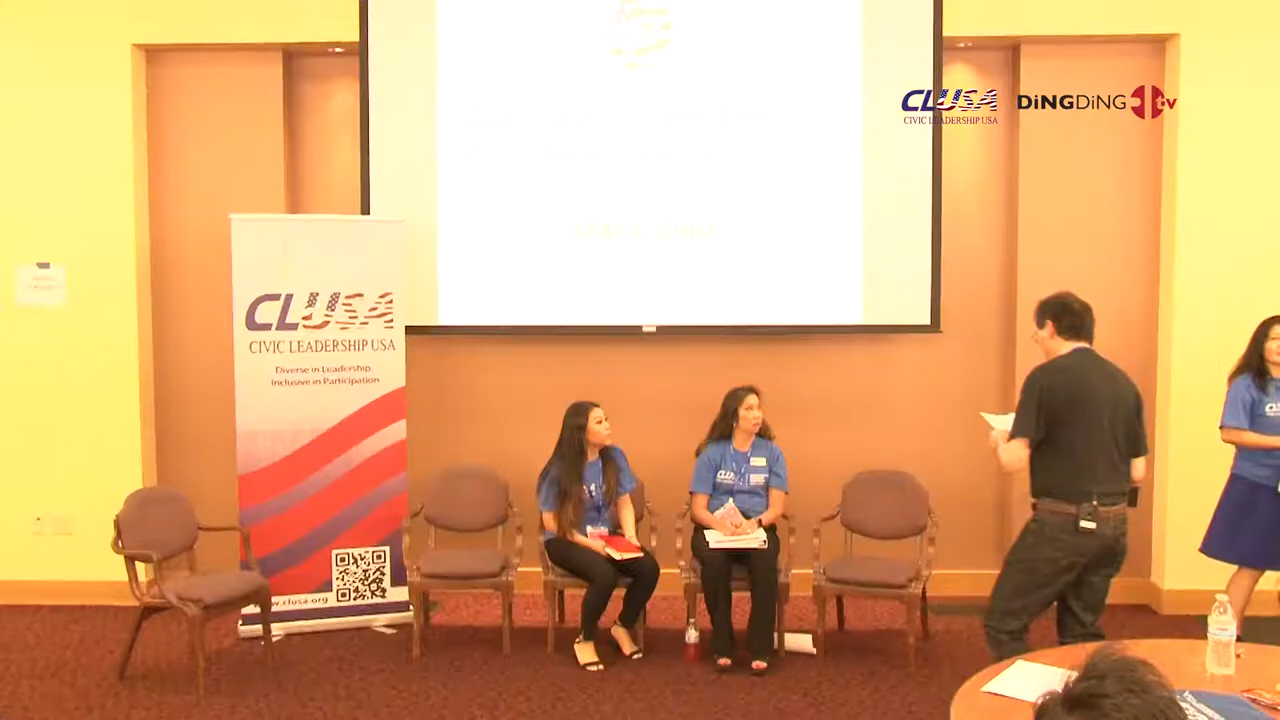 CLUSA
CIVIC LEADERSHIP USA
DiNGDiNG tv
CLUSA
CIVIC LEADERSHIP USA
Diverse in Leadership
Inclusive in Participation
www.clusa.org